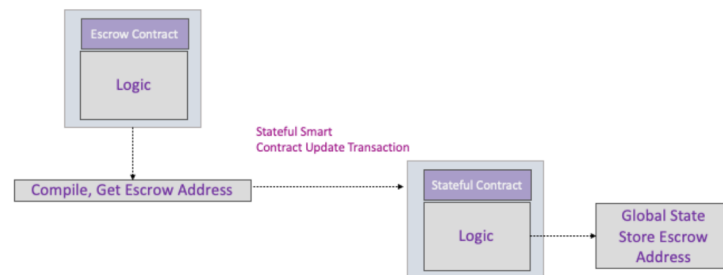 Escrow Contract
Logic
Stateful Smart
Contract Update Transaction
Compile, Get Escrow Address
Stateful Contract
Logic
Global State
Store Escrow
Address